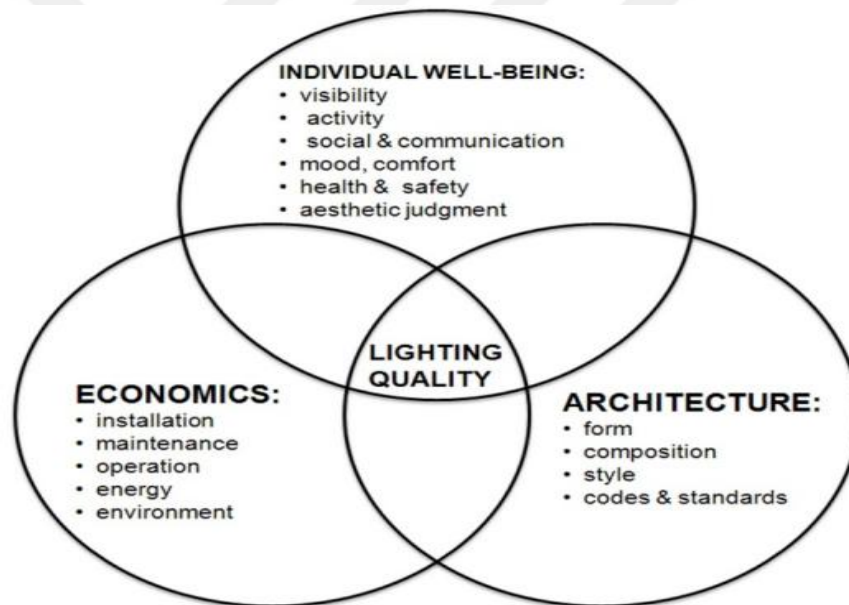 INDIVIDUAL WELL-BEING:
• visibility
• activity
• social & communication
• mood, comfort
• health & safety
• aesthetic judgment
LIGHTING
QUALITY
ECONOMICS:
• installation
• maintenance
• operation
• energy
• environment
ARCHITECTURE:
• form
• composition
• style
• codes & standards